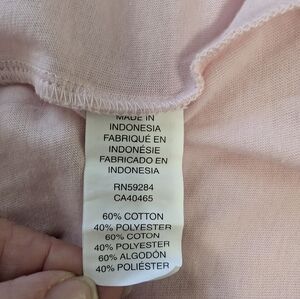 MADE IN
INDONESIA
FABRIQUÉ EN
INDONÉSIE
FABRICADO EN
INDONESIA
RN59284
CA40465
60% COTTON
40% POLYESTER
60% COTON
40% POLYESTER
60% ALGODÓN
40% POLIÉSTER